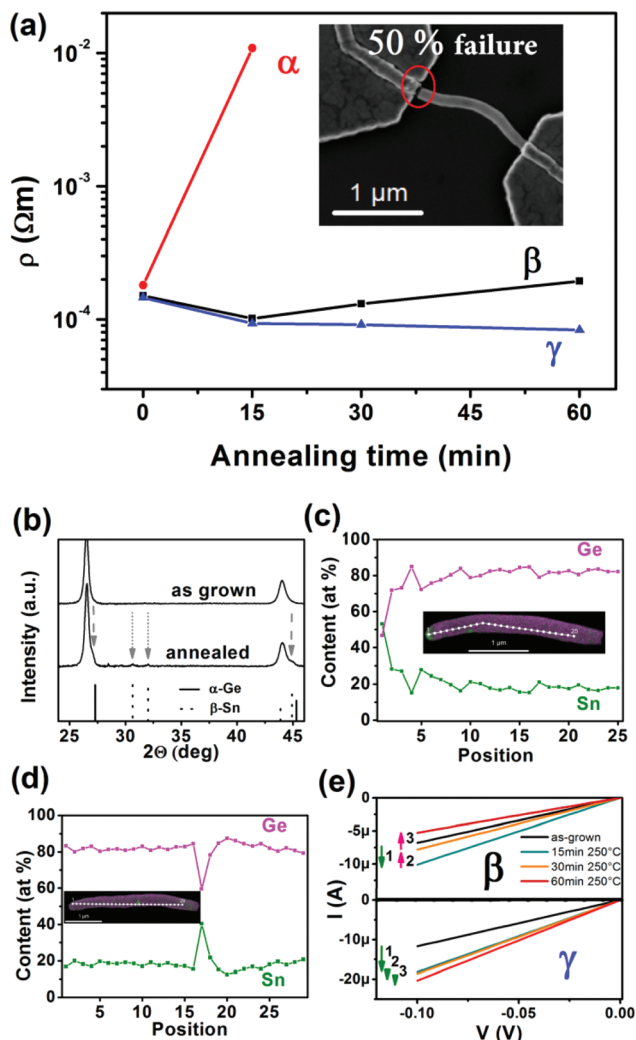 (a)
10⁻²
10⁻³
10⁻⁴
ρ (Ωm)
α
β
γ
50 % failure
1 µm
0 15 30 45 60
Annealing time (min)
(b)
Intensity (a.u.)
as grown
annealed
α-Ge
β-Sn
25 30 35 40 45
2Θ (deg)
(c)
Content (at %)
100
80
60
40
20
0
Ge
1
25
1 µm
Sn
5 10 15 20 25
Position
(d)
Content (at %)
100
80
60
40
20
0
Ge
1
1 µm
Sn
0 10 20 30
Position
(e)
I (A)
0
-5µ
-10µ
1
3
2
β
as-grown
15min 250°C
30min 250°C
60min 250°C
0
-10µ
-20µ
1
2
3
γ
-0.10 -0.05 0.00
V (V)